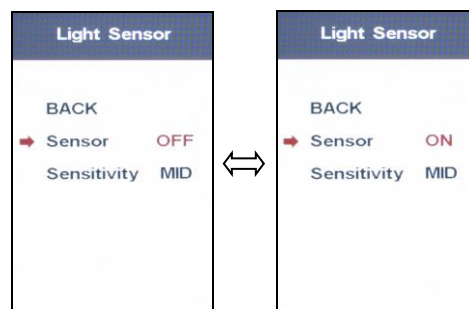 Light Sensor
BACK
Sensor OFF
Sensitivity MID
Light Sensor
BACK
Sensor ON
Sensitivity MID